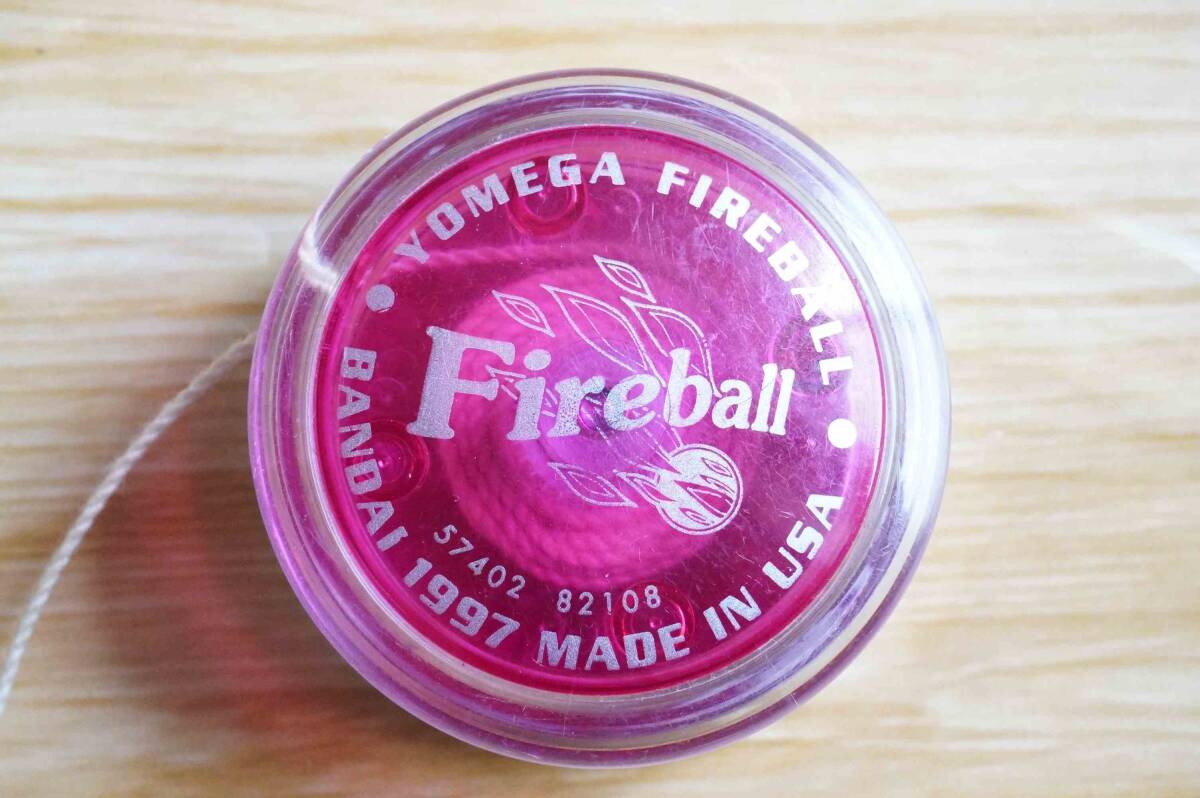 YOMEGA FIREBALL
Fireball
57402 82108
BANDAI 1997 MADE IN USA